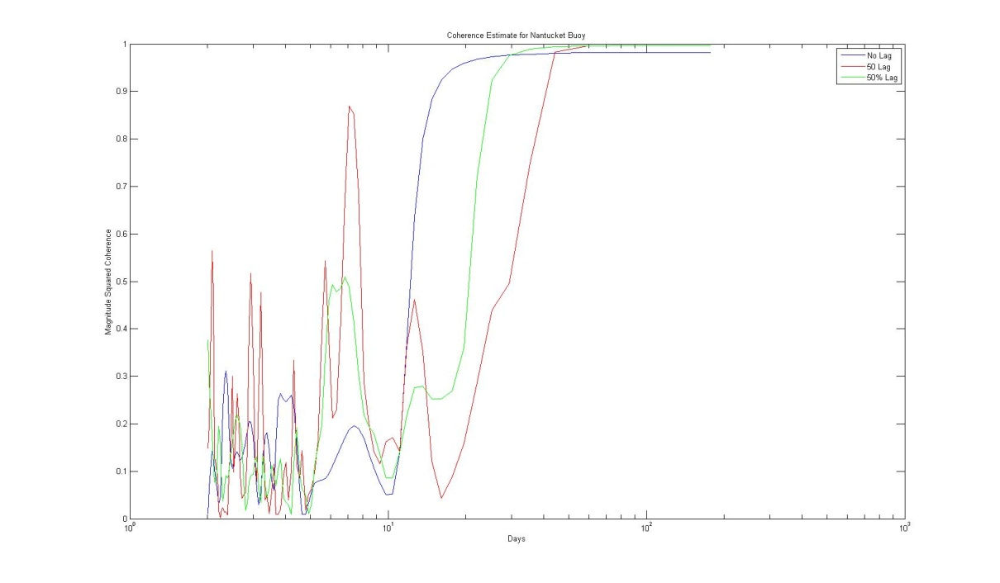 Coherence Estimate for Nantucket Buoy
No Lag
50 Lag
50% Lag
Magnitude Squared Coherence
1
0.9
0.8
0.7
0.6
0.5
0.4
0.3
0.2
0.1
0
10^0
10^1
10^2
10^3
Days